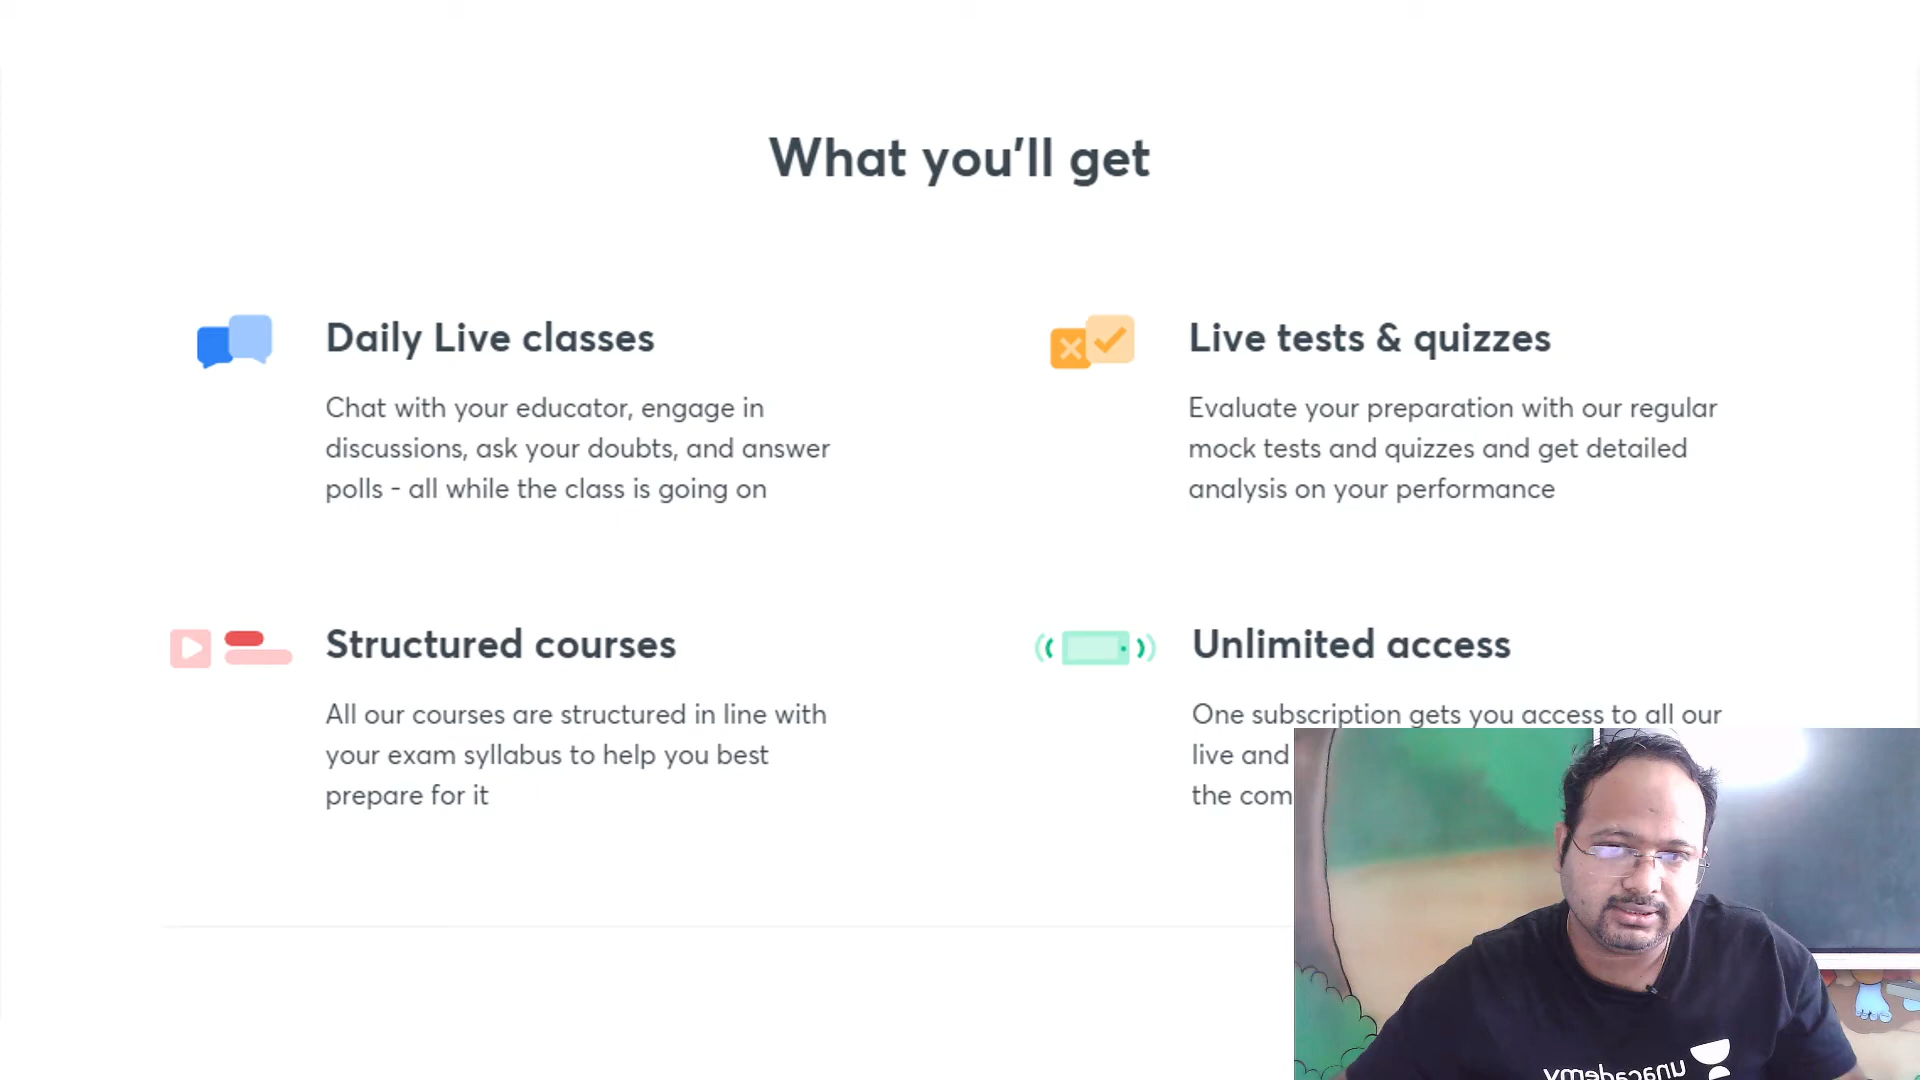 What you'll get
Daily Live classes
Chat with your educator, engage in
discussions, ask your doubts, and answer
polls - all while the class is going on
Live tests & quizzes
Evaluate your preparation with our regular
mock tests and quizzes and get detailed
analysis on your performance
Structured courses
All our courses are structured in line with
your exam syllabus to help you best
prepare for it
Unlimited access
One subscription gets you access to all our
live and
the com
unacademy